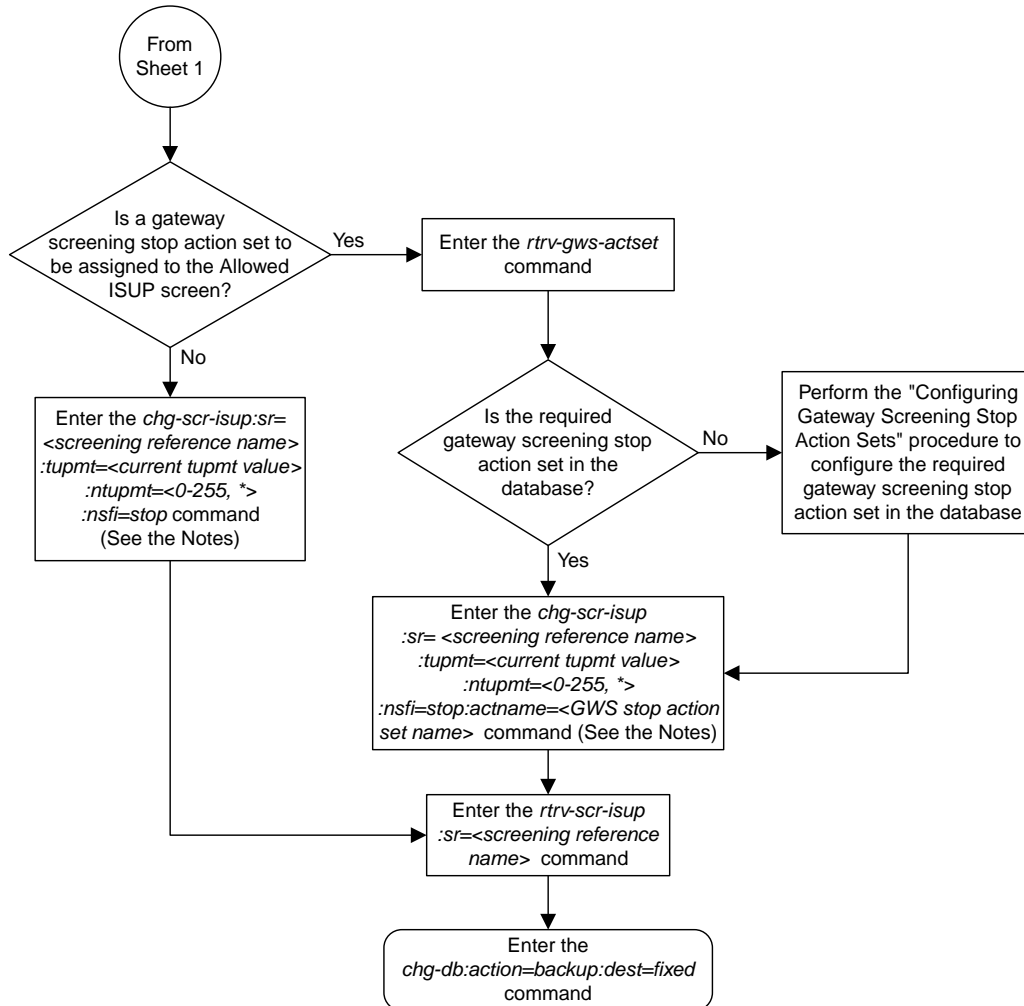 From
Sheet 1
Is a gateway
screening stop action set to
be assigned to the Allowed
ISUP screen?
Yes
Enter the rtrv-gws-actset
command
No
Enter the chg-scr-isup:sr=
<screening reference name>
:tupmt=<current tupmt value>
:ntupmt=<0-255, *>
:nsfi=stop command
(See the Notes)
Is the required
gateway screening stop
action set in the
database?
No
Perform the "Configuring
Gateway Screening Stop
Action Sets" procedure to
configure the required
gateway screening stop
action set in the database
Yes
Enter the chg-scr-isup
:sr= <screening reference name>
:tupmt=<current tupmt value>
:ntupmt=<0-255, *>
:nsfi=stop:actname=<GWS stop action
set name> command (See the Notes)
Enter the rtrv-scr-isup
:sr=<screening reference
name> command
Enter the
chg-db:action=backup:dest=fixed
command